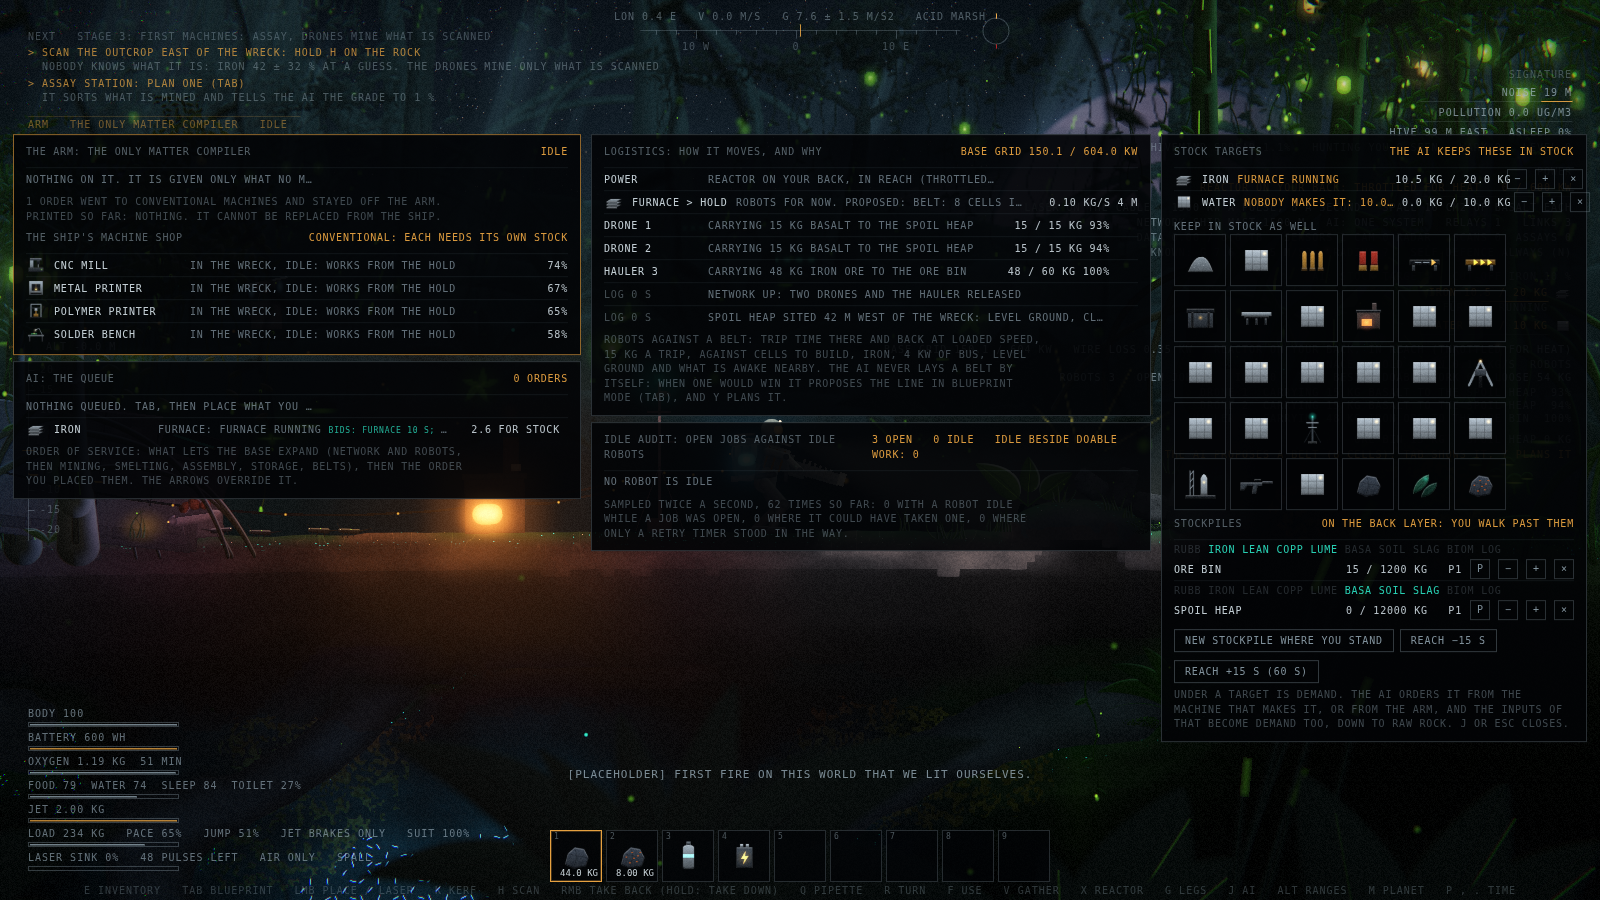 LON 0.4 E   V 0.0 M/S   G 7.6 ± 1.5 M/S2   ACID MARSH
10 W   0   10 E
NEXT   STAGE 3: FIRST MACHINES: ASSAY, DRONES MINE WHAT IS SCANNED
> SCAN THE OUTCROP EAST OF THE WRECK: HOLD H ON THE ROCK
NOBODY KNOWS WHAT IT IS: IRON 42 ± 32 % AT A GUESS. THE DRONES MINE ONLY WHAT IS SCANNED
> ASSAY STATION: PLAN ONE (TAB)
IT SORTS WHAT IS MINED AND TELLS THE AI THE GRADE TO 1 %
ARM   THE ONLY MATTER COMPILER   IDLE
SIGNATURE
NOISE 19 M
POLLUTION 0.0 UG/M3
HIVE 99 M EAST   ASLEEP 0%
THE ARM: THE ONLY MATTER COMPILER   IDLE
NOTHING ON IT. IT IS GIVEN ONLY WHAT NO M…
1 ORDER WENT TO CONVENTIONAL MACHINES AND STAYED OFF THE ARM.
PRINTED SO FAR: NOTHING. IT CANNOT BE REPLACED FROM THE SHIP.
THE SHIP'S MACHINE SHOP   CONVENTIONAL: EACH NEEDS ITS OWN STOCK
CNC MILL   IN THE WRECK, IDLE: WORKS FROM THE HOLD   74%
METAL PRINTER   IN THE WRECK, IDLE: WORKS FROM THE HOLD   67%
POLYMER PRINTER   IN THE WRECK, IDLE: WORKS FROM THE HOLD   65%
SOLDER BENCH   IN THE WRECK, IDLE: WORKS FROM THE HOLD   58%
AI: THE QUEUE   0 ORDERS
NOTHING QUEUED. TAB, THEN PLACE WHAT YOU …
IRON   FURNACE: FURNACE RUNNING BIDS: FURNACE 10 S; …   2.6 FOR STOCK
ORDER OF SERVICE: WHAT LETS THE BASE EXPAND (NETWORK AND ROBOTS,
THEN MINING, SMELTING, ASSEMBLY, STORAGE, BELTS), THEN THE ORDER
YOU PLACED THEM. THE ARROWS OVERRIDE IT.
-15
-20
LOGISTICS: HOW IT MOVES, AND WHY   BASE GRID 150.1 / 604.0 KW
POWER   REACTOR ON YOUR BACK, IN REACH (THROTTLED…
FURNACE > HOLD   ROBOTS FOR NOW. PROPOSED: BELT: 8 CELLS I…   0.10 KG/S 4 M
DRONE 1   CARRYING 15 KG BASALT TO THE SPOIL HEAP   15 / 15 KG 93%
DRONE 2   CARRYING 15 KG BASALT TO THE SPOIL HEAP   15 / 15 KG 94%
HAULER 3   CARRYING 48 KG IRON ORE TO THE ORE BIN   48 / 60 KG 100%
LOG 0 S   NETWORK UP: TWO DRONES AND THE HAULER RELEASED
LOG 0 S   SPOIL HEAP SITED 42 M WEST OF THE WRECK: LEVEL GROUND, CL…
ROBOTS AGAINST A BELT: TRIP TIME THERE AND BACK AT LOADED SPEED,
15 KG A TRIP, AGAINST CELLS TO BUILD, IRON, 4 KW OF BUS, LEVEL
GROUND AND WHAT IS AWAKE NEARBY. THE AI NEVER LAYS A BELT BY
ITSELF: WHEN ONE WOULD WIN IT PROPOSES THE LINE IN BLUEPRINT
MODE (TAB), AND Y PLANS IT.
IDLE AUDIT: OPEN JOBS AGAINST IDLE ROBOTS   3 OPEN   0 IDLE   IDLE BESIDE DOABLE WORK: 0
NO ROBOT IS IDLE
SAMPLED TWICE A SECOND, 62 TIMES SO FAR: 0 WITH A ROBOT IDLE
WHILE A JOB WAS OPEN, 0 WHERE IT COULD HAVE TAKEN ONE, 0 WHERE
ONLY A RETRY TIMER STOOD IN THE WAY.
STOCK TARGETS   THE AI KEEPS THESE IN STOCK
IRON   FURNACE RUNNING   10.5 KG / 20.0 KG   −   +   ×
WATER   NOBODY MAKES IT: 10.0…   0.0 KG / 10.0 KG   −   +   ×
KEEP IN STOCK AS WELL
STOCKPILES   ON THE BACK LAYER: YOU WALK PAST THEM
RUBB IRON LEAN COPP LUME BASA SOIL SLAG BIOM LOG
ORE BIN   15 / 1200 KG   P1   P   −   +   ×
RUBB IRON LEAN COPP LUME BASA SOIL SLAG BIOM LOG
SPOIL HEAP   0 / 12000 KG   P1   P   −   +   ×
NEW STOCKPILE WHERE YOU STAND   REACH −15 S
REACH +15 S (60 S)
UNDER A TARGET IS DEMAND. THE AI ORDERS IT FROM THE
MACHINE THAT MAKES IT, OR FROM THE ARM, AND THE INPUTS OF
THAT BECOME DEMAND TOO, DOWN TO RAW ROCK. J OR ESC CLOSES.
BODY 100
BATTERY 600 WH
OXYGEN 1.19 KG   51 MIN
FOOD 79   WATER 74   SLEEP 84   TOILET 27%
JET 2.00 KG
LOAD 234 KG   PACE 65%   JUMP 51%   JET BRAKES ONLY   SUIT 100%
LASER SINK 0%   48 PULSES LEFT   AIR ONLY   SPALL
[PLACEHOLDER] FIRST FIRE ON THIS WORLD THAT WE LIT OURSELVES.
1   2   3   4   5   6   7   8   9
44.0 KG   8.00 KG
E INVENTORY   TAB BLUEPRINT   LMB PLACE / LASER   K KERF   H SCAN   RMB TAKE BACK (HOLD: TAKE DOWN)   Q PIPETTE   R TURN   F USE   V GATHER   X REACTOR   G LEGS   J AI   ALT RANGES   M PLANET   P , . TIME